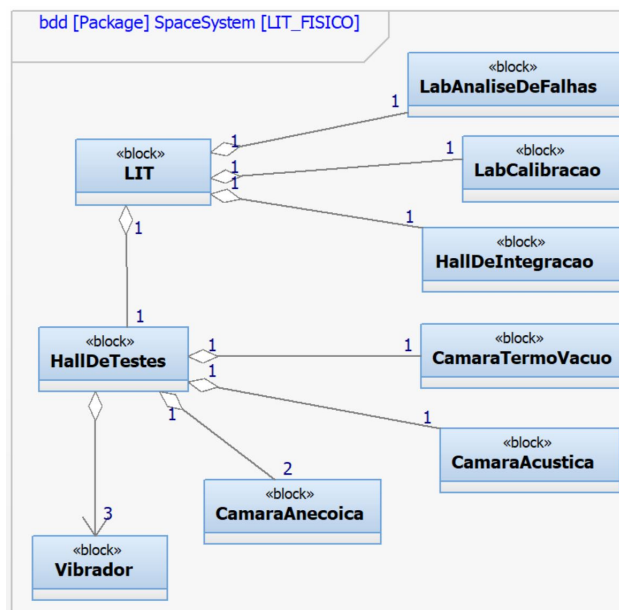 bdd [Package] SpaceSystem [LIT_FISICO]
«block»
LabAnaliseDeFalhas
1
1
«block»
LIT
1
1
«block»
LabCalibracao
1
1
«block»
HallDeIntegracao
1
1
«block»
HallDeTestes
1
1
«block»
CamaraTermoVacuo
1
1
«block»
CamaraAcustica
1
2
«block»
CamaraAnecoica
3
«block»
Vibrador